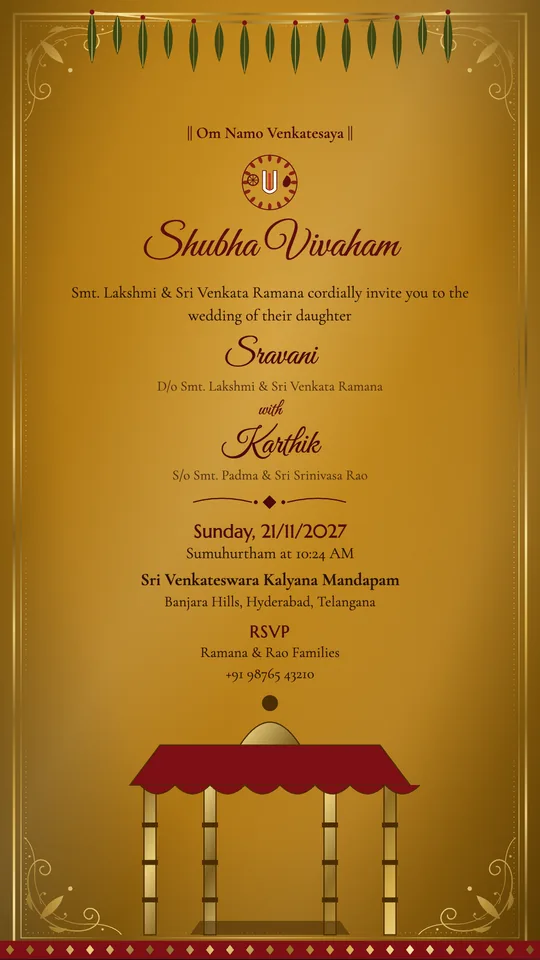 || Om Namo Venkatesaya ||
Shubha Vivaham
Smt. Lakshmi & Sri Venkata Ramana cordially invite you to the
wedding of their daughter
Sravani
D/o Smt. Lakshmi & Sri Venkata Ramana
with
Karthik
S/o Smt. Padma & Sri Srinivasa Rao
Sunday, 21/11/2027
Sumuhurtham at 10:24 AM
Sri Venkateswara Kalyana Mandapam
Banjara Hills, Hyderabad, Telangana
RSVP
Ramana & Rao Families
+91 98765 43210